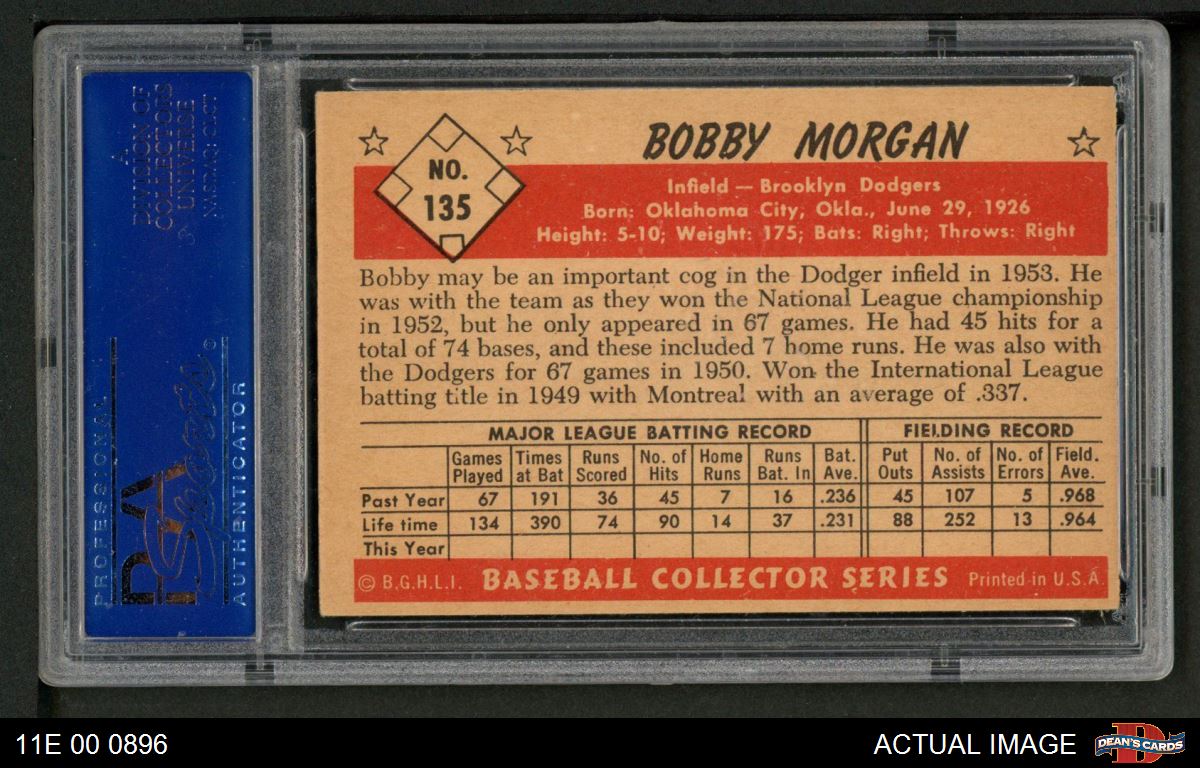 A
DIVISION OF
COLLECTORS
UNIVERSE
NASDAQ: CLCT
PROFESSIONAL
PSA
Sports ©
AUTHENTICATOR
NO.
135
BOBBY MORGAN
Infield — Brooklyn Dodgers
Born: Oklahoma City, Okla., June 29, 1926
Height: 5-10; Weight: 175; Bats: Right; Throws: Right
Bobby may be an important cog in the Dodger infield in 1953. He
was with the team as they won the National League championship
in 1952, but he only appeared in 67 games. He had 45 hits for a
total of 74 bases, and these included 7 home runs. He was also with
the Dodgers for 67 games in 1950. Won the International League
batting title in 1949 with Montreal with an average of .337.
MAJOR LEAGUE BATTING RECORD FIELDING RECORD
Games Times Runs No. of Home Runs Bat. Put No. of No. of Field.
Played at Bat Scored Hits Runs Bat. In Ave. Outs Assists Errors Ave.
Past Year 67 191 36 45 7 16 .236 45 107 5 .968
Life time 134 390 74 90 14 37 .231 88 252 13 .964
This Year
© B.G.H.L.I. BASEBALL COLLECTOR SERIES Printed in U.S.A.
11E 00 0896
ACTUAL IMAGE
D
DEAN'S CARDS